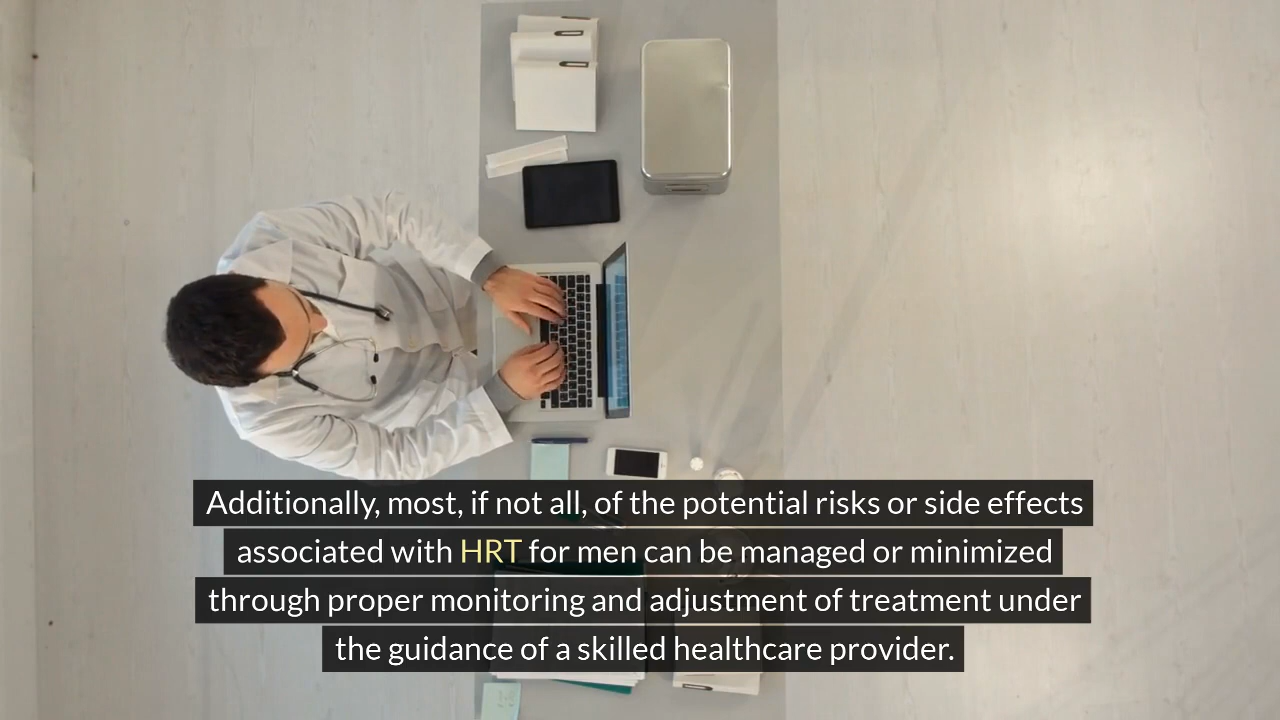 Additionally, most, if not all, of the potential risks or side effects
associated with HRT for men can be managed or minimized
through proper monitoring and adjustment of treatment under
the guidance of a skilled healthcare provider.